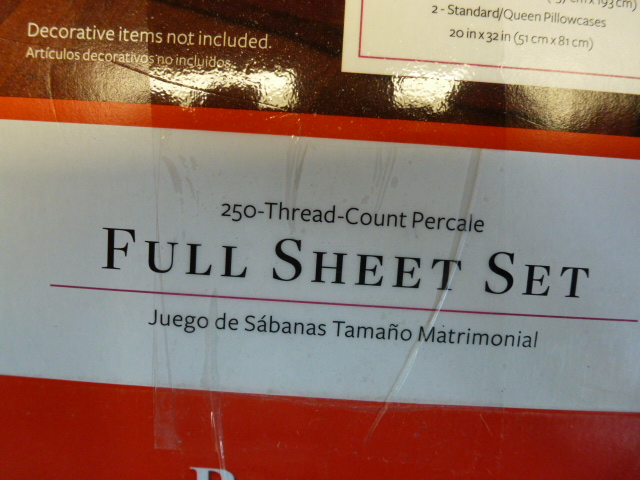 Decorative items not included.
Artículos decorativos no incluidos.
2 - Standard/Queen Pillowcases
20 in x 32 in (51 cm x 81 cm)
250-Thread-Count Percale
FULL SHEET SET
Juego de Sábanas Tamaño Matrimonial